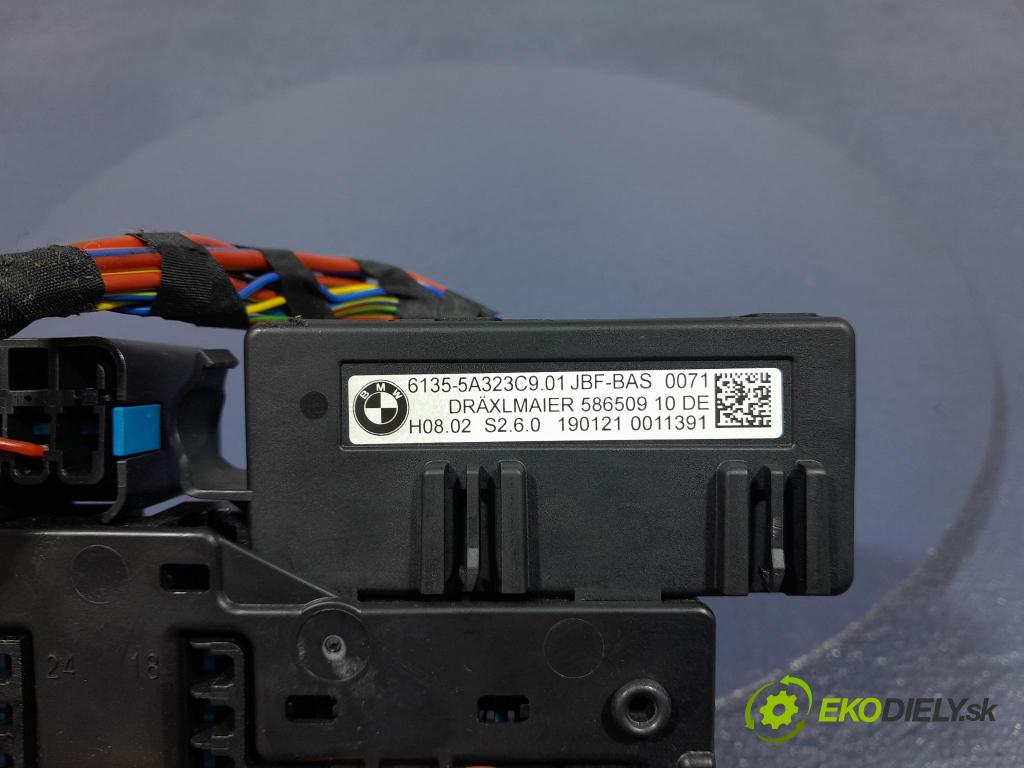 BMW
6135-5A323C9.01 JBF-BAS 0071
DRÄXLMAIER 586509 10 DE
H08.02 S2.6.0 190121 0011391
24 18
EKODIELY.sk